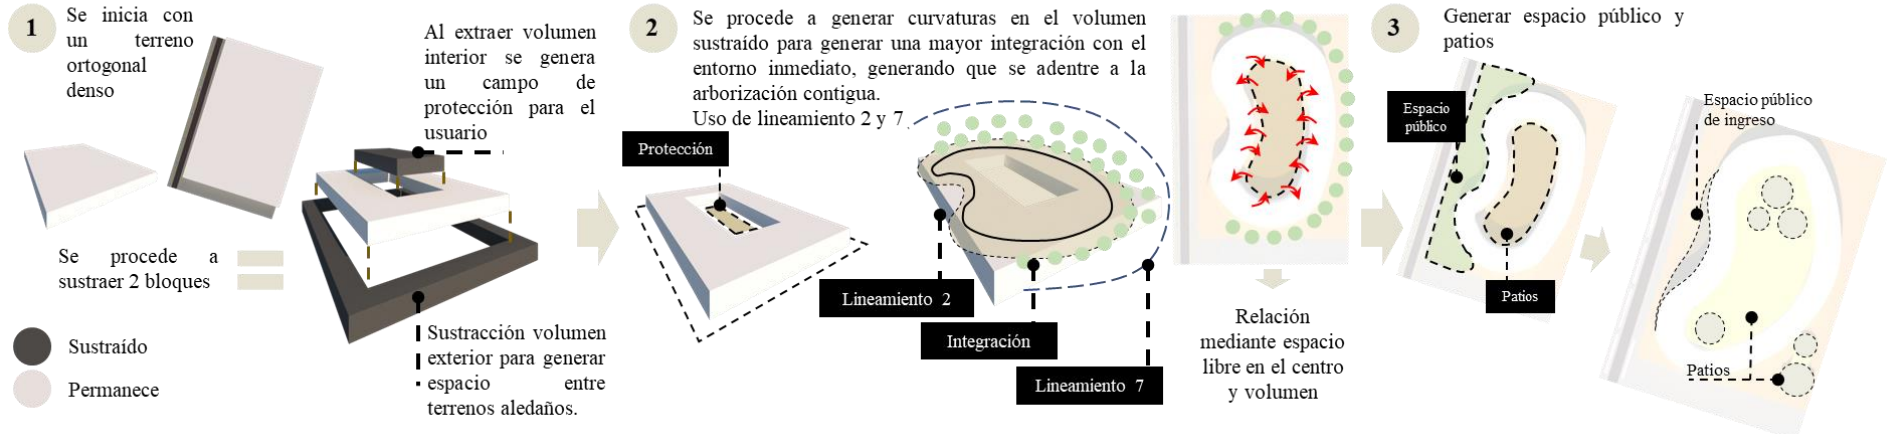 1
Se inicia con
un terreno
ortogonal
denso
Al extraer volumen
interior se genera
un campo de
protección para el
usuario
Se procede a
sustraer 2 bloques
Sustraído
Permanece
Sustracción volumen
exterior para generar
espacio entre
terrenos aledaños.
2
Se procede a generar curvaturas en el volumen
sustraído para generar una mayor integración con el
entorno inmediato, generando que se adentre a la
arborización contigua.
Uso de lineamiento 2 y 7
Protección
Lineamiento 2
Integración
Lineamiento 7
Relación
mediante espacio
libre en el centro
y volumen
3
Generar espacio público y
patios
Espacio
público
Patios
Espacio público
de ingreso
Patios